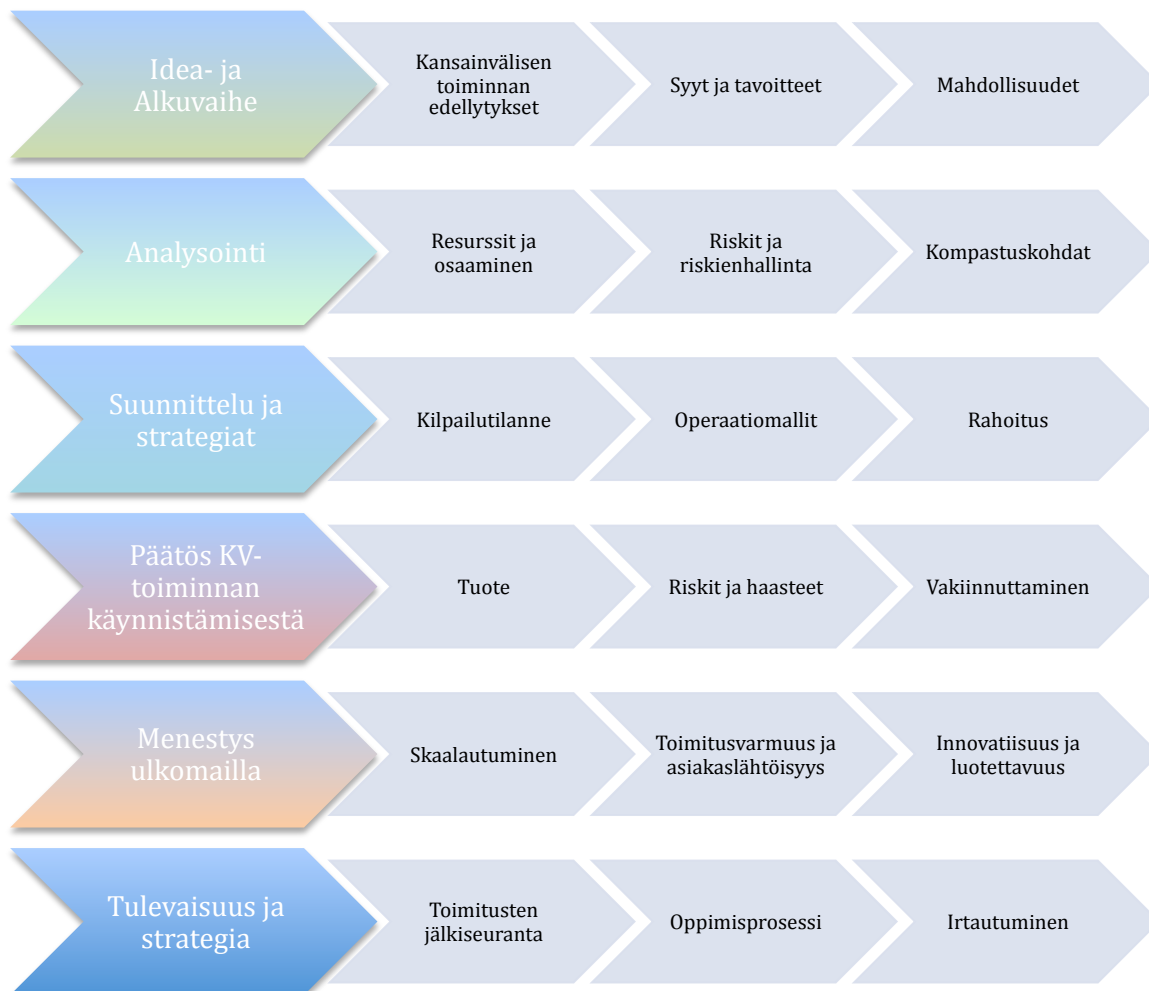 Idea- ja
Alkuvaihe
Kansainvälisen
toiminnan
edellytykset
Syyt ja tavoitteet
Mahdollisuudet
Analysointi
Resurssit ja
osaaminen
Riskit ja
riskienhallinta
Kompastuskohdat
Suunnittelu ja
strategiat
Kilpailutilanne
Operaatiomallit
Rahoitus
Päätös KV-
toiminnan
käynnistämisestä
Tuote
Riskit ja haasteet
Vakiinnuttaminen
Menestys
ulkomailla
Skaalautuminen
Toimitusvarmuus ja
asiakaslähtöisyys
Innovatiisuus ja
luotettavuus
Tulevaisuus ja
strategia
Toimitusten
jälkiseuranta
Oppimisprosessi
Irtautuminen